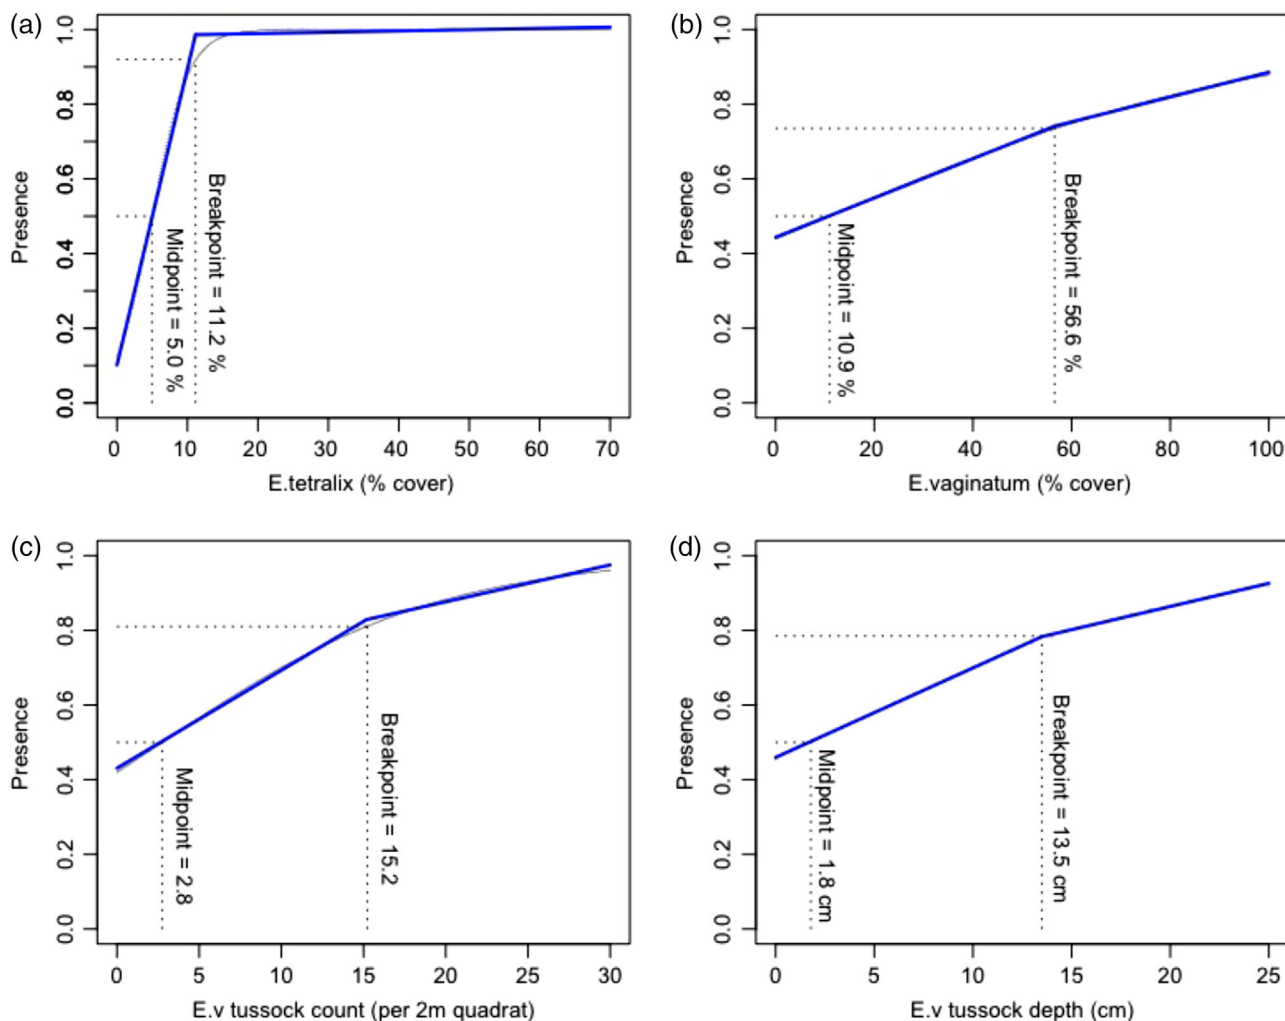 (a)
1.0
0.8
0.6
0.4
0.2
0.0
Presence
Midpoint = 5.0 %
Breakpoint = 11.2 %
0 10 20 30 40 50 60 70
E.tetralix (% cover)
(b)
1.0
0.8
0.6
0.4
0.2
0.0
Presence
Midpoint = 10.9 %
Breakpoint = 56.6 %
0 20 40 60 80 100
E.vaginatum (% cover)
(c)
1.0
0.8
0.6
0.4
0.2
0.0
Presence
Midpoint = 2.8
Breakpoint = 15.2
0 5 10 15 20 25 30
E.v tussock count (per 2m quadrat)
(d)
1.0
0.8
0.6
0.4
0.2
0.0
Presence
Midpoint = 1.8 cm
Breakpoint = 13.5 cm
0 5 10 15 20 25
E.v tussock depth (cm)